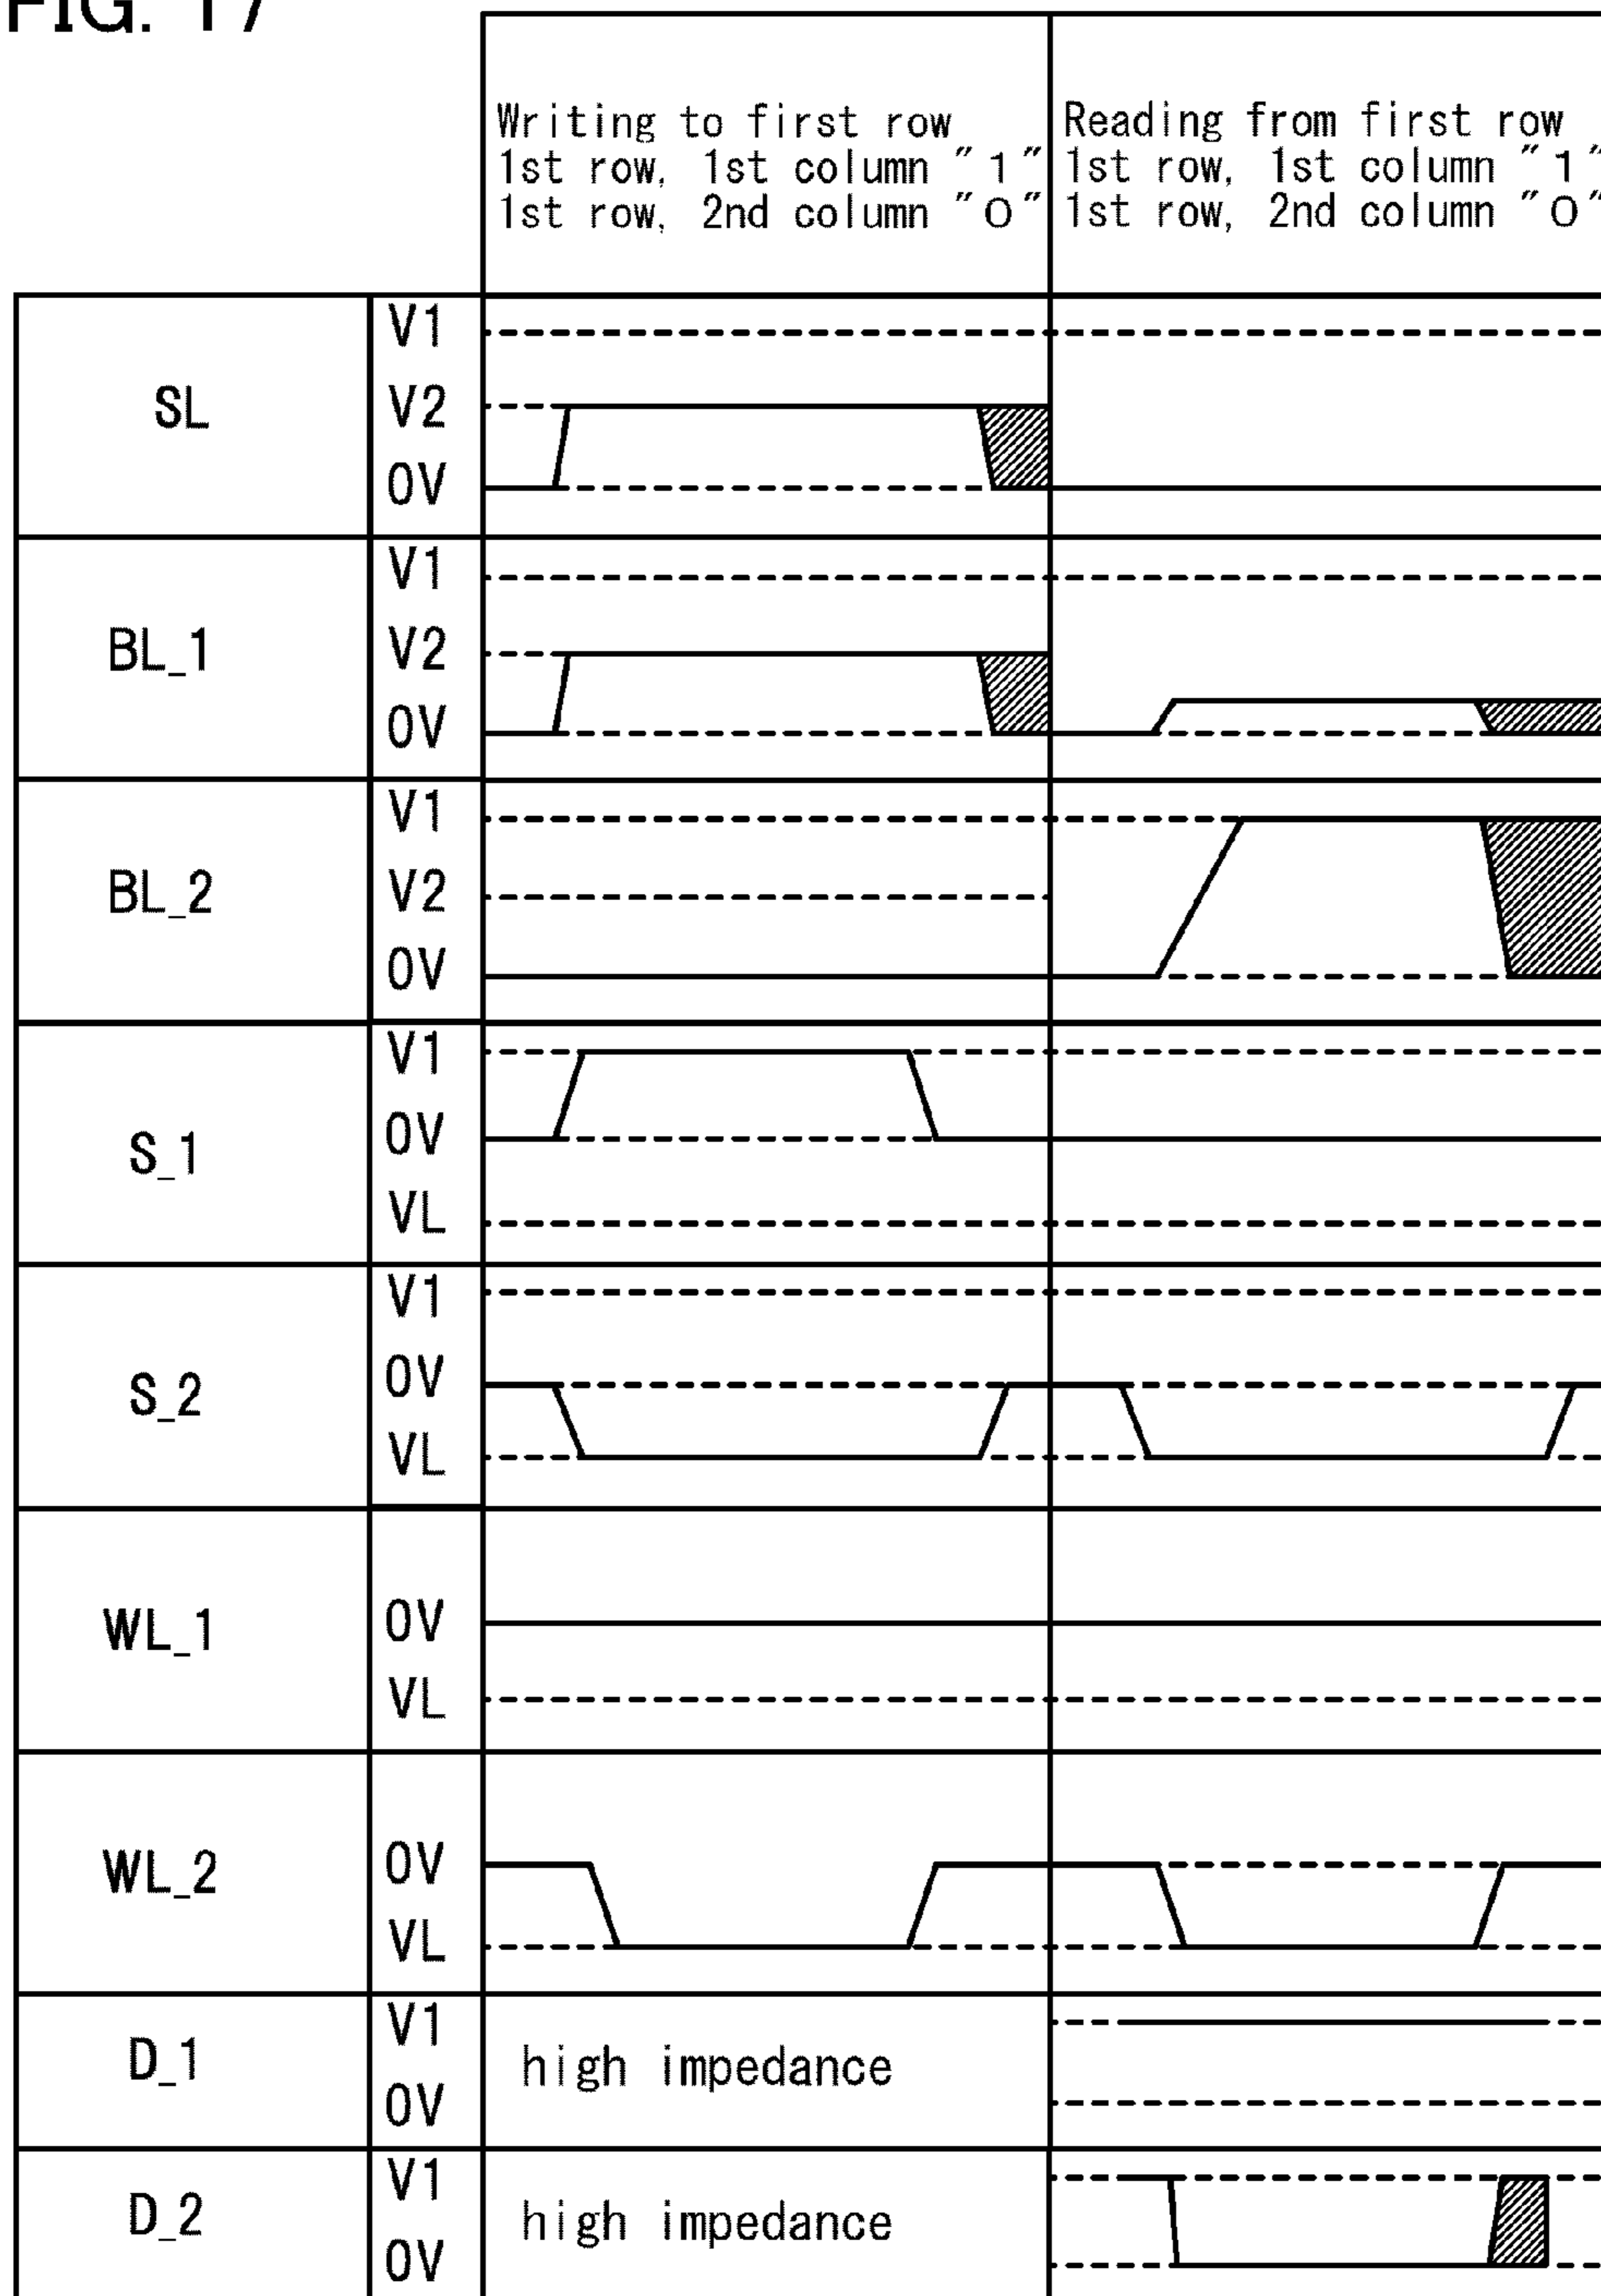 FIG. 17
Writing to first row
1st row, 1st column "1"
1st row, 2nd column "0"
Reading from first row
1st row, 1st column "1"
1st row, 2nd column "0"
SL
V1
V2
0V
BL_1
V1
V2
0V
BL_2
V1
V2
0V
S_1
V1
0V
VL
S_2
V1
0V
VL
WL_1
0V
VL
WL_2
0V
VL
D_1
V1
0V
high impedance
D_2
V1
0V
high impedance